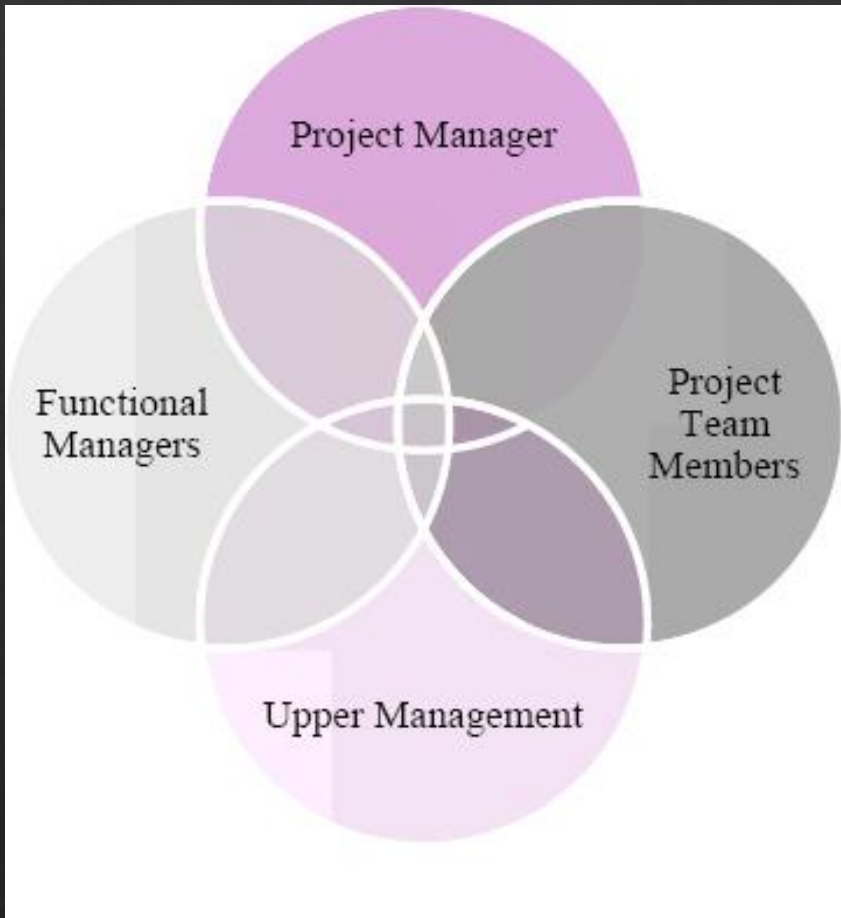 Project Manager
Functional
Managers
Project
Team
Members
Upper Management